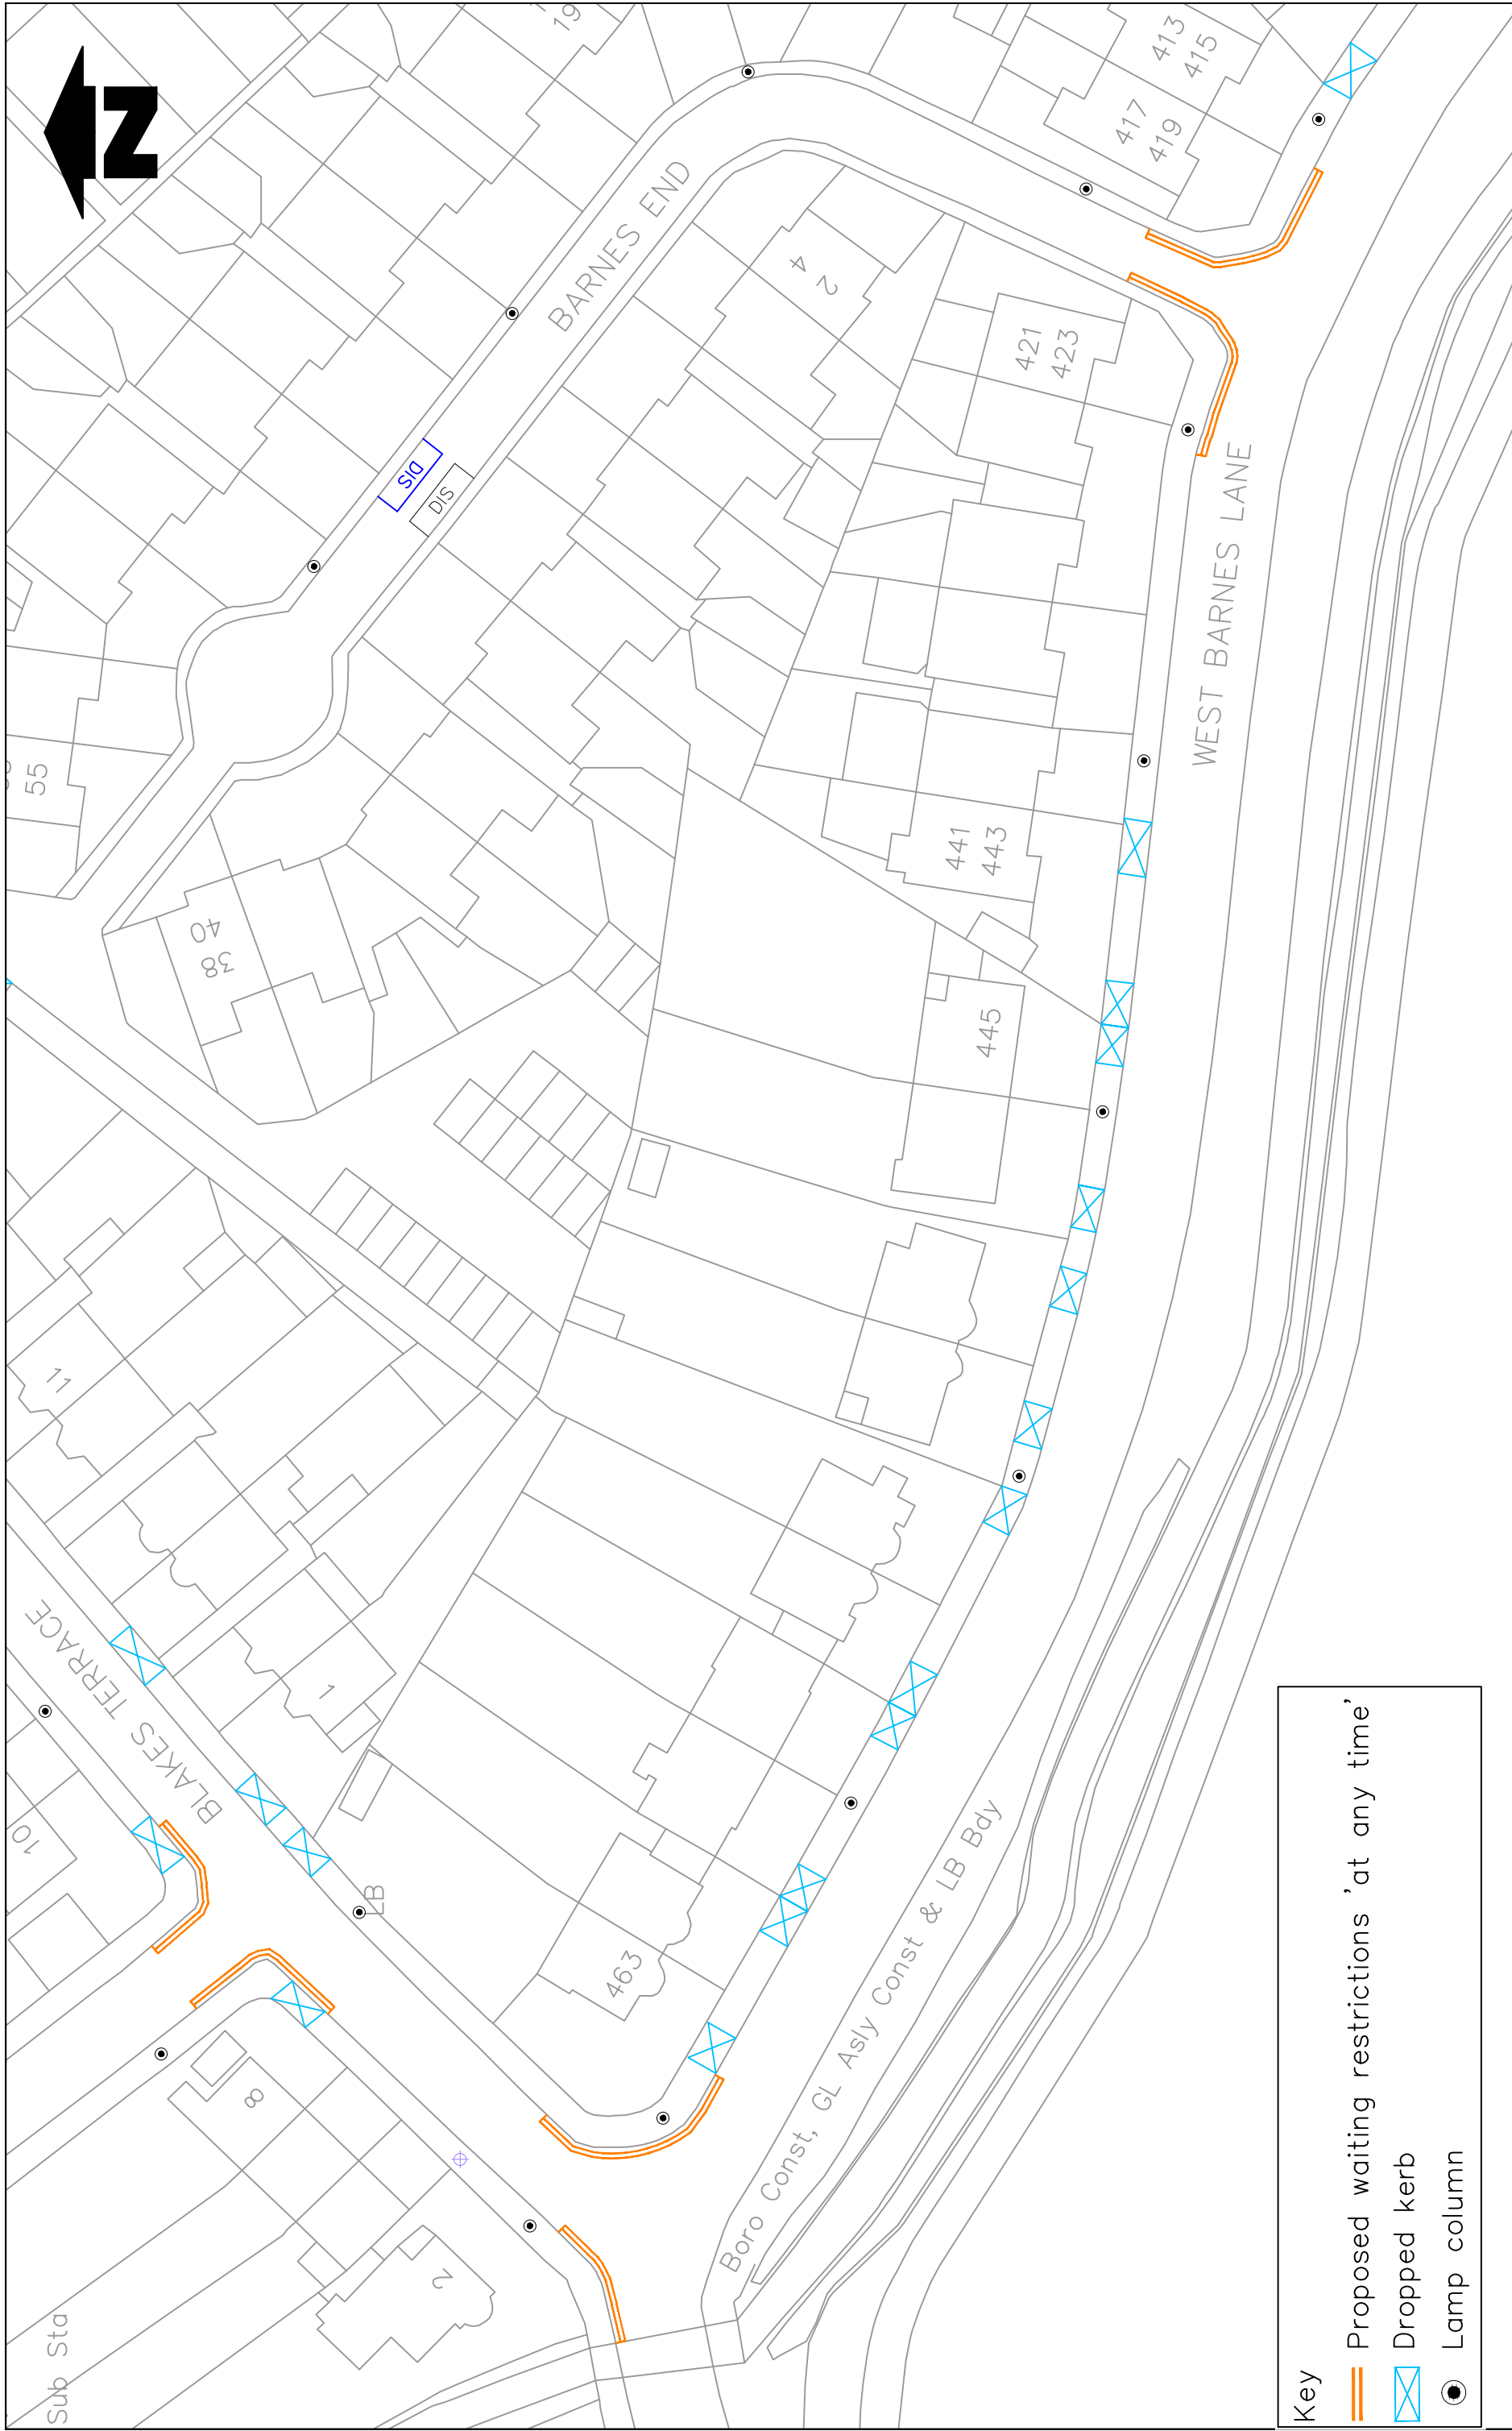 N
19
413
415
417
419
BARNES END
4
2
421
423
DIS
DIS
WEST BARNES LANE
55
441
443
40
38
445
11
BLAKES TERRACE
1
10
LB
463
8
2
Boro Const, GL Asly Const & LB Bdy
Sub Sta
Key
Proposed waiting restrictions 'at any time'
Dropped kerb
Lamp column